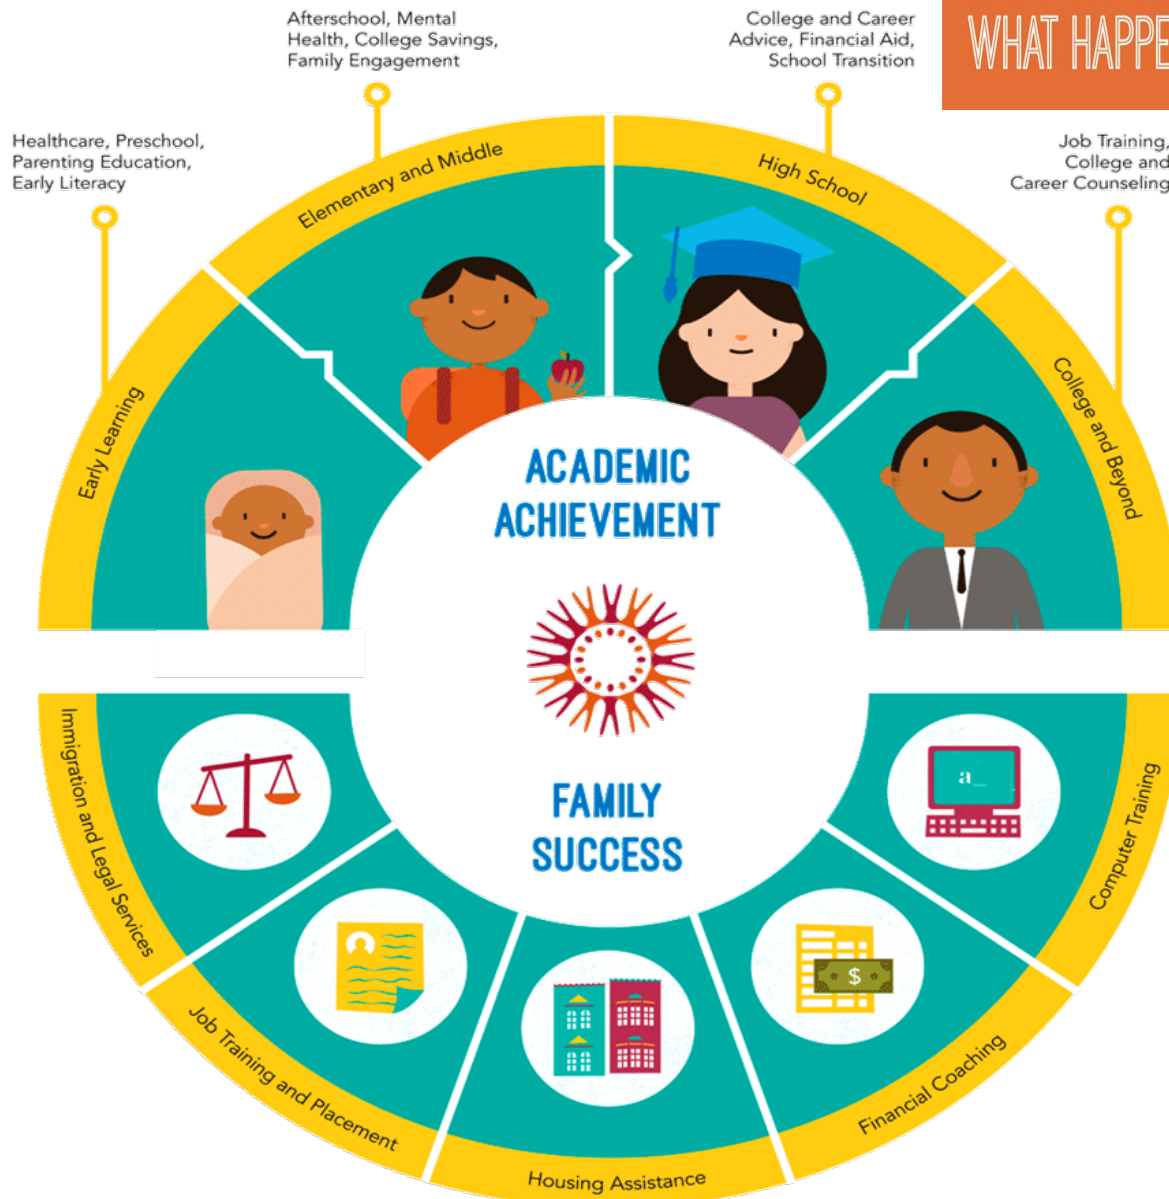 Afterschool, Mental
Health, College Savings,
Family Engagement
College and Career
Advice, Financial Aid,
School Transition
WHAT HAPPE
Healthcare, Preschool,
Parenting Education,
Early Literacy
Job Training,
College and
Career Counseling
Elementary and Middle
High School
Early Learning
College and Beyond
ACADEMIC
ACHIEVEMENT
FAMILY
SUCCESS
Immigration and Legal Services
a_
Computer Training
Job Training and Placement
$
Financial Coaching
Housing Assistance